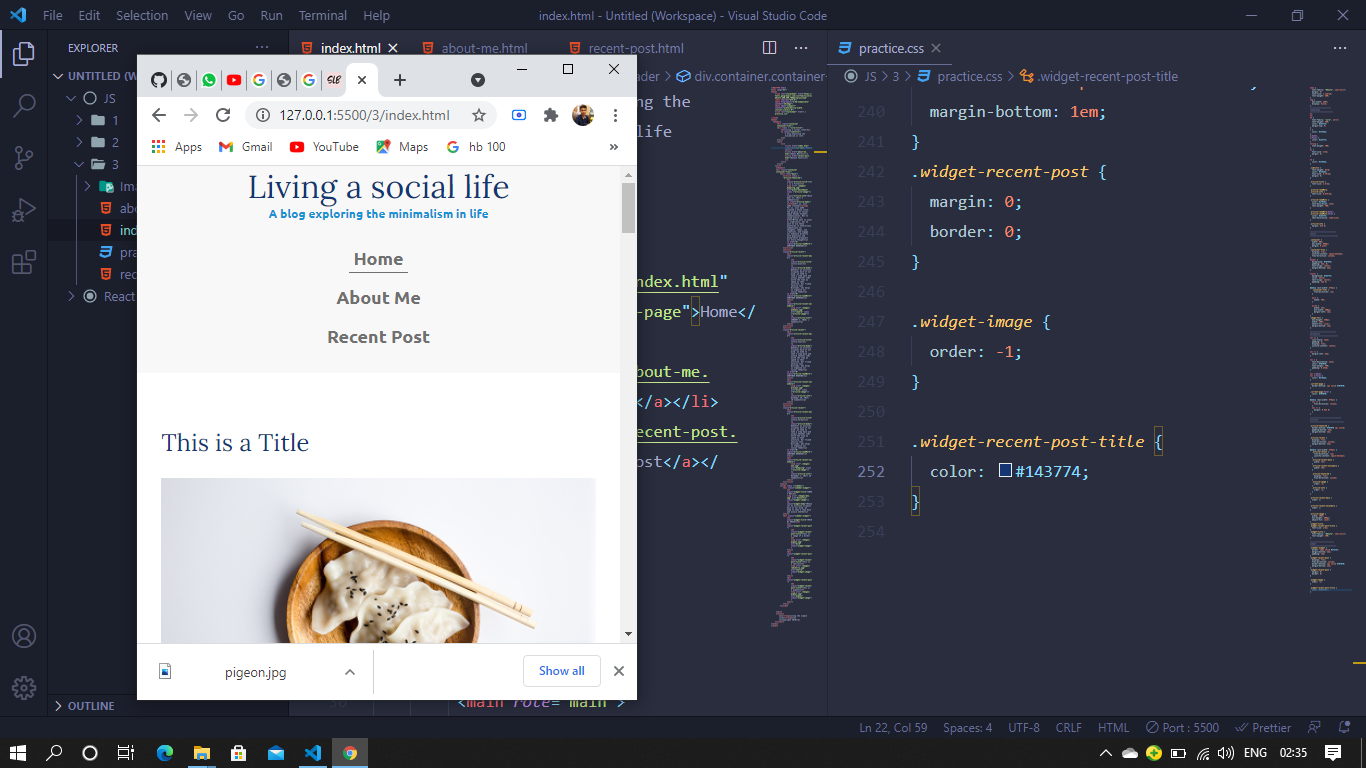 File Edit Selection View Go Run Terminal Help
index.html - Untitled (Workspace) - Visual Studio Code
EXPLORER
index.html
about-me.html
recent-post.html
practice.css
UNTITLED (W
JS
1
2
3
Ima
abo
ind
pra
rec
React
OUTLINE
SLB
127.0.0.1:5500/3/index.html
Apps Gmail YouTube Maps hb 100 »
Living a social life
A blog exploring the minimalism in life
Home
About Me
Recent Post
This is a Title
pigeon.jpg
Show all
ader > div.container.container-
ng the
life
ndex.html"
-page">Home</
bout-me.
</a></li>
ecent-post.
ost</a></
50 <main role="main">
JS > 3 > practice.css > .widget-recent-post-title
240 margin-bottom: 1em;
241 }
242 .widget-recent-post {
243 margin: 0;
244 border: 0;
245 }
246
247 .widget-image {
248 order: -1;
249 }
250
251 .widget-recent-post-title {
252 color: #143774;
253 }
254
Ln 22, Col 59 Spaces: 4 UTF-8 CRLF HTML Port : 5500 Prettier
ENG 02:35